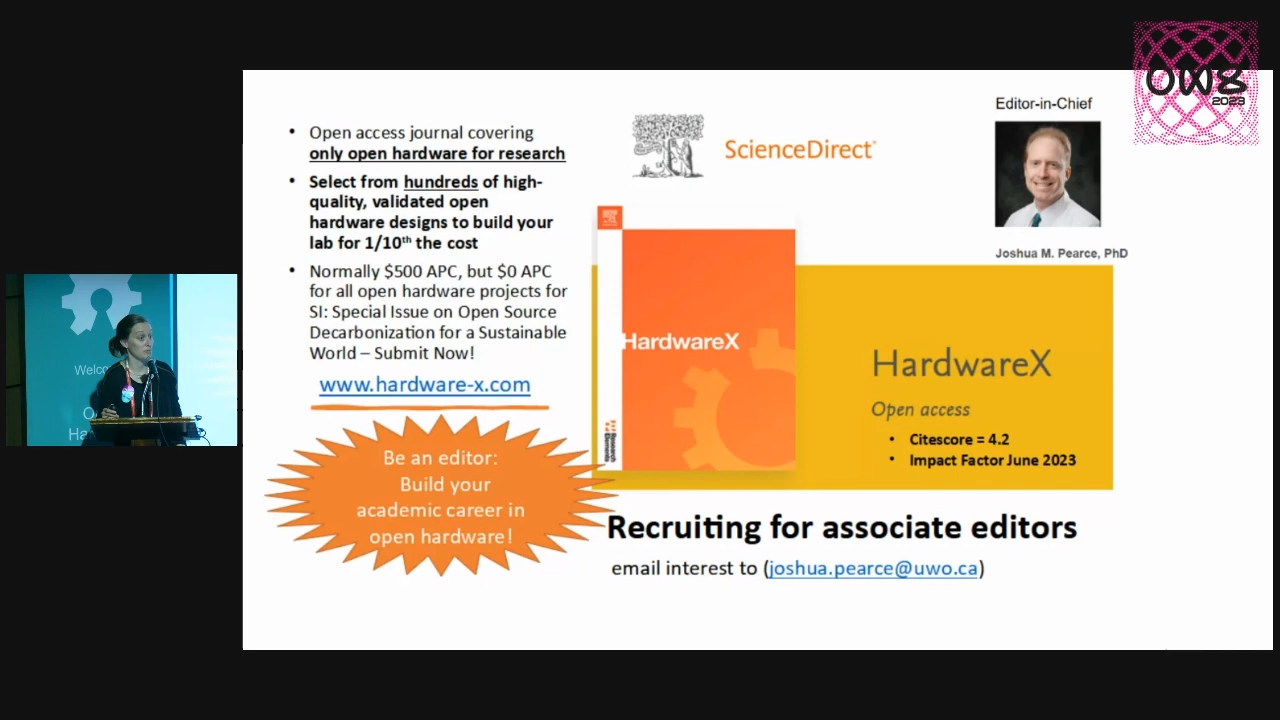 OW8
2023
Editor-in-Chief
Joshua M. Pearce, PhD
• Open access journal covering
only open hardware for research
• Select from hundreds of high-
quality, validated open
hardware designs to build your
lab for 1/10th the cost
• Normally $500 APC, but $0 APC
for all open hardware projects for
SI: Special Issue on Open Source
Decarbonization for a Sustainable
World – Submit Now!
www.hardware-x.com
Be an editor:
Build your
academic career in
open hardware!
ScienceDirect
HardwareX
Research
Elements
HardwareX
Open access
• Citescore = 4.2
• Impact Factor June 2023
Recruiting for associate editors
email interest to (joshua.pearce@uwo.ca)